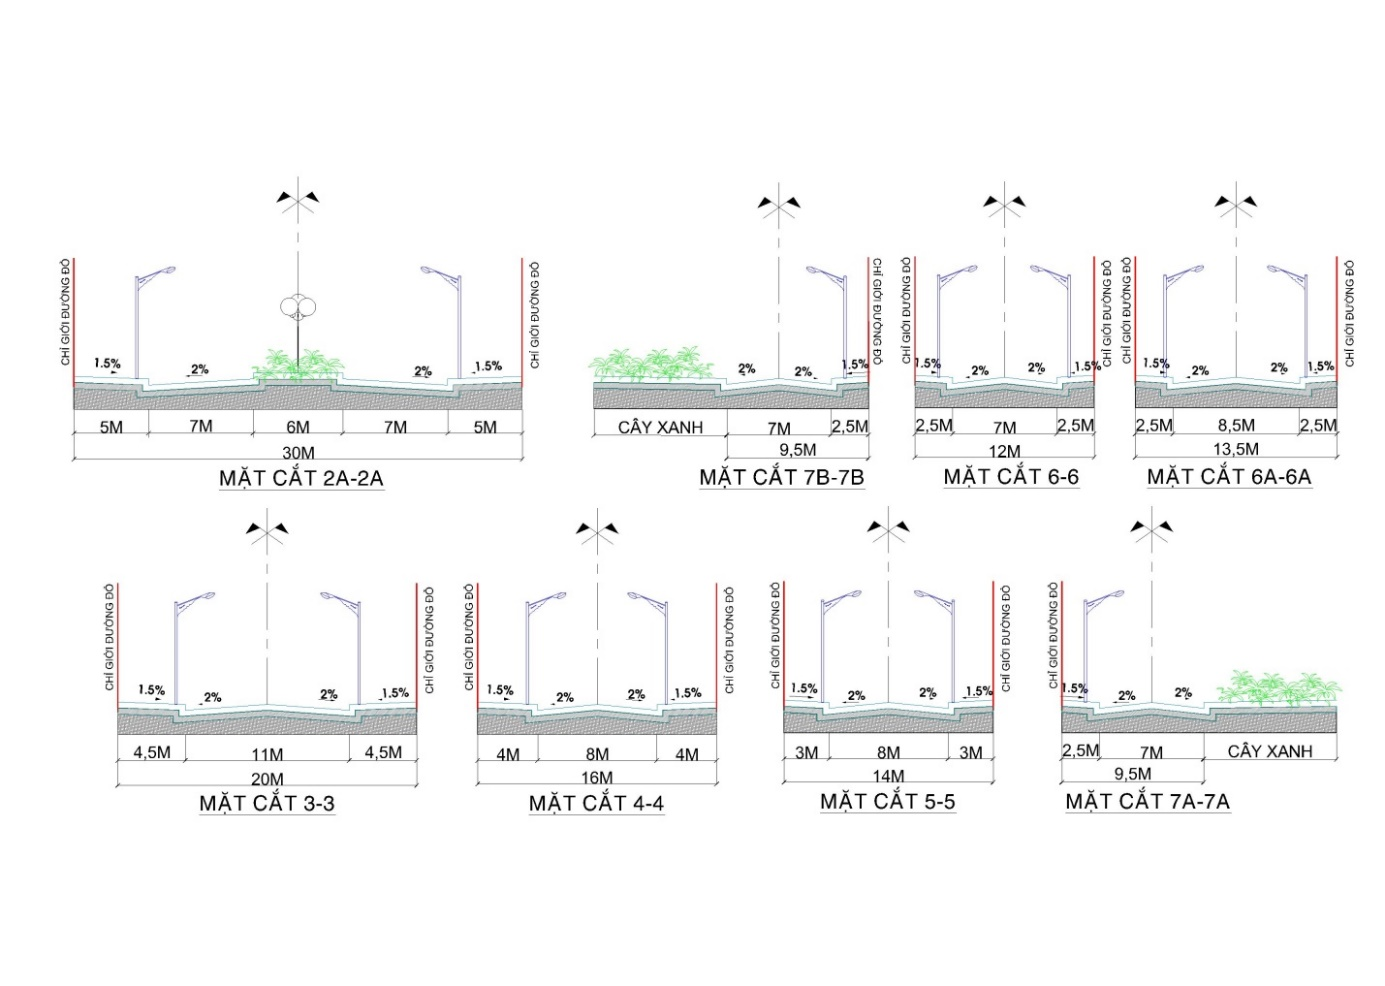 CHỈ GIỚI ĐƯỜNG ĐỎ
1.5%
2%
2%
1.5%
CHỈ GIỚI ĐƯỜNG ĐỎ
5M 7M 6M 7M 5M
30M
MẶT CẮT 2A-2A
2%
2%
1.5%
CHỈ GIỚI ĐƯỜNG ĐỎ
CÂY XANH 7M 2,5M
9,5M
MẶT CẮT 7B-7B
CHỈ GIỚI ĐƯỜNG ĐỎ
1.5%
2%
2%
1.5%
CHỈ GIỚI ĐƯỜNG ĐỎ
2,5M 7M 2,5M
12M
MẶT CẮT 6-6
CHỈ GIỚI ĐƯỜNG ĐỎ
1.5%
2%
2%
1.5%
CHỈ GIỚI ĐƯỜNG ĐỎ
2,5M 8,5M 2,5M
13,5M
MẶT CẮT 6A-6A
CHỈ GIỚI ĐƯỜNG ĐỎ
1.5%
2%
2%
1.5%
CHỈ GIỚI ĐƯỜNG ĐỎ
4,5M 11M 4,5M
20M
MẶT CẮT 3-3
CHỈ GIỚI ĐƯỜNG ĐỎ
1.5%
2%
2%
1.5%
CHỈ GIỚI ĐƯỜNG ĐỎ
4M 8M 4M
16M
MẶT CẮT 4-4
CHỈ GIỚI ĐƯỜNG ĐỎ
1.5%
2%
2%
1.5%
CHỈ GIỚI ĐƯỜNG ĐỎ
3M 8M 3M
14M
MẶT CẮT 5-5
CHỈ GIỚI ĐƯỜNG ĐỎ
1.5%
2%
2%
2,5M 7M CÂY XANH
9,5M
MẶT CẮT 7A-7A